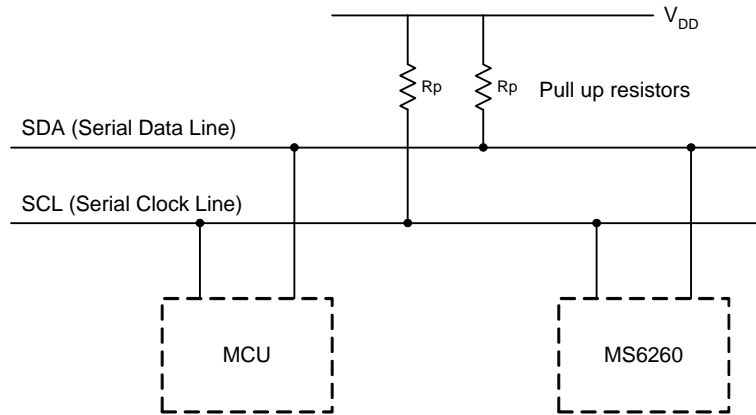 VDD
Rp
Rp
Pull up resistors
SDA (Serial Data Line)
SCL (Serial Clock Line)
MCU
MS6260